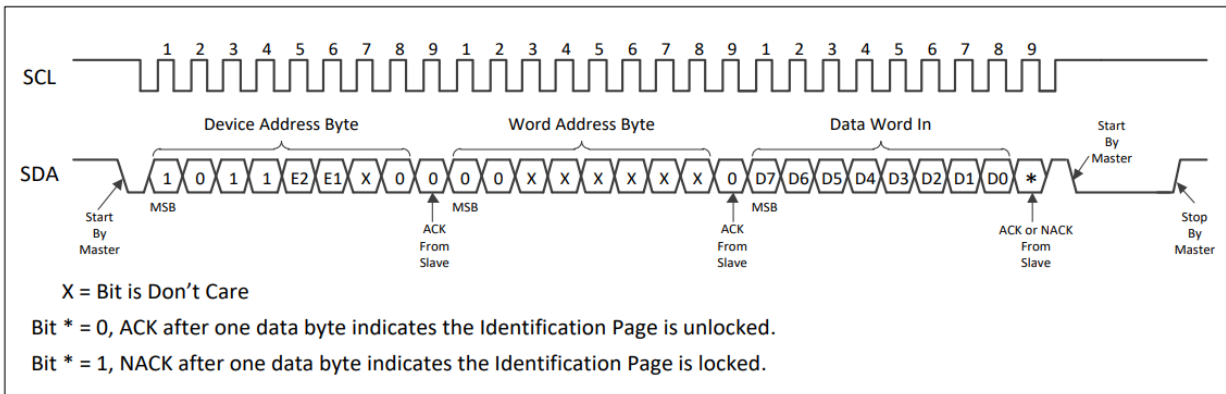 1 2 3 4 5 6 7 8 9 1 2 3 4 5 6 7 8 9 1 2 3 4 5 6 7 8 9
SCL
Device Address Byte Word Address Byte Data Word In
Start
By
Master
SDA
1 0 1 1 E2 E1 X 0 0 0 0 X X X X X X 0 D7 D6 D5 D4 D3 D2 D1 D0 *
MSB MSB MSB
Start
By
Master
ACK
From
Slave
ACK
From
Slave
ACK or NACK
From
Slave
Stop
By
Master
X = Bit is Don’t Care
Bit * = 0, ACK after one data byte indicates the Identification Page is unlocked.
Bit * = 1, NACK after one data byte indicates the Identification Page is locked.